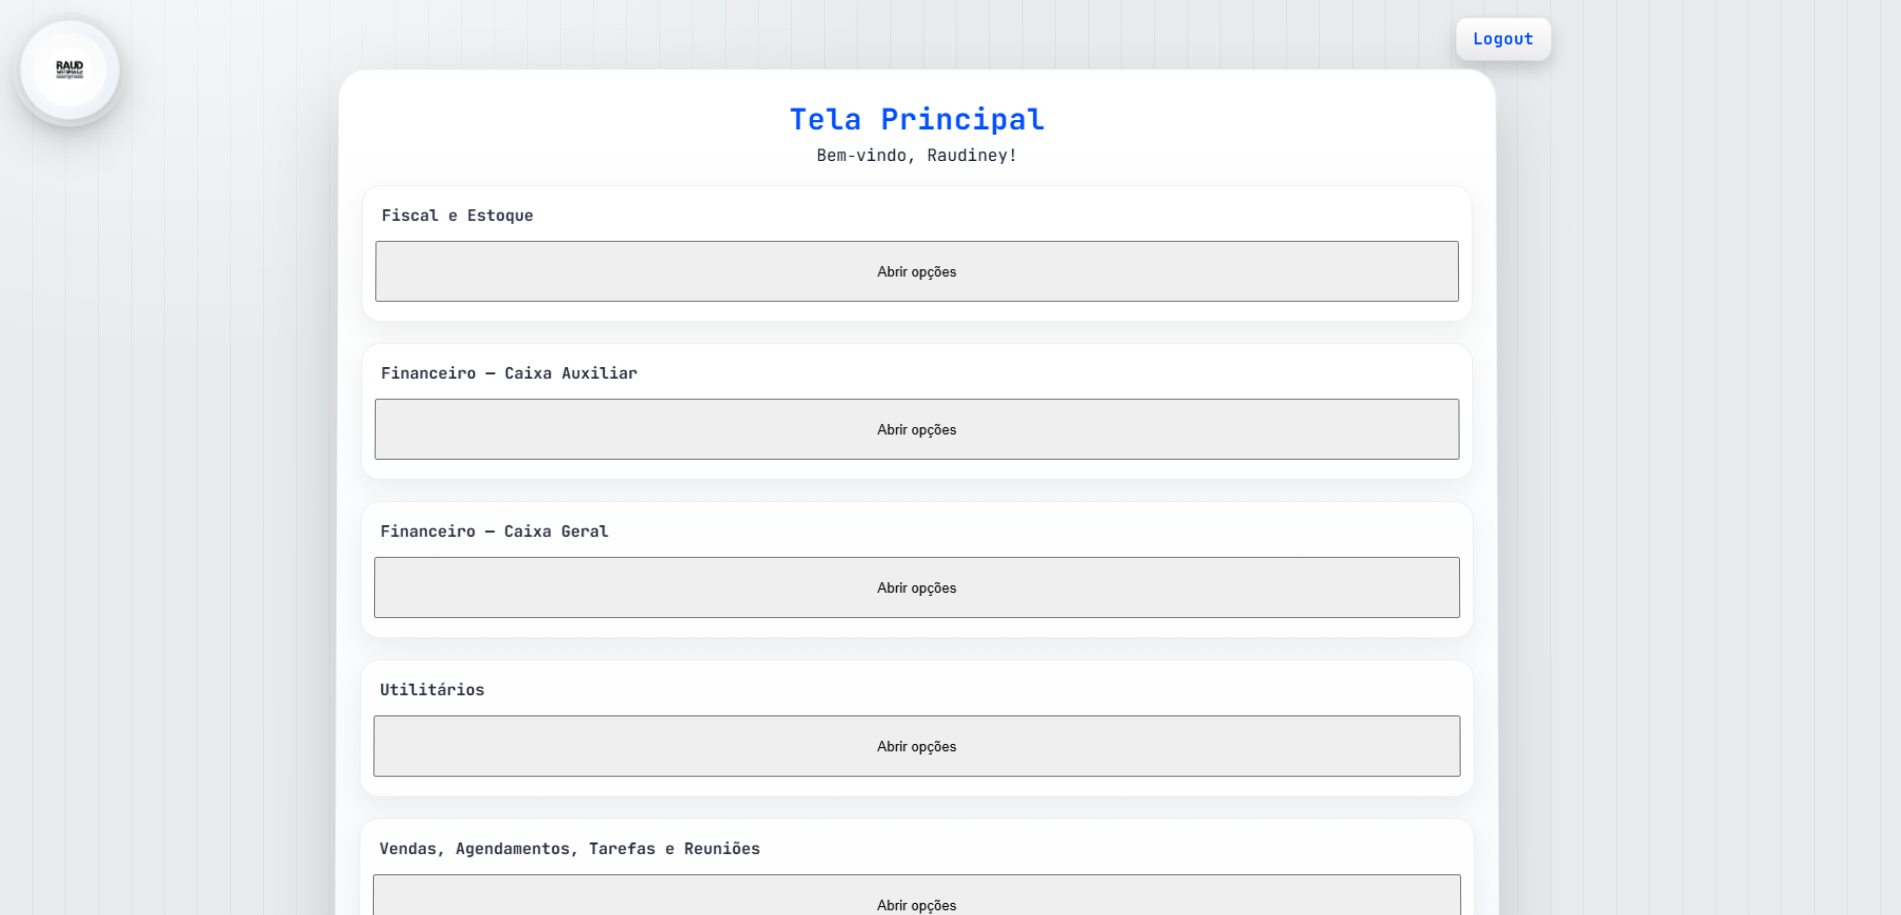 RAUD
Logout
Tela Principal
Bem-vindo, Raudiney!
Fiscal e Estoque
Abrir opções
Financeiro — Caixa Auxiliar
Abrir opções
Financeiro — Caixa Geral
Abrir opções
Utilitários
Abrir opções
Vendas, Agendamentos, Tarefas e Reuniões
Abrir opções